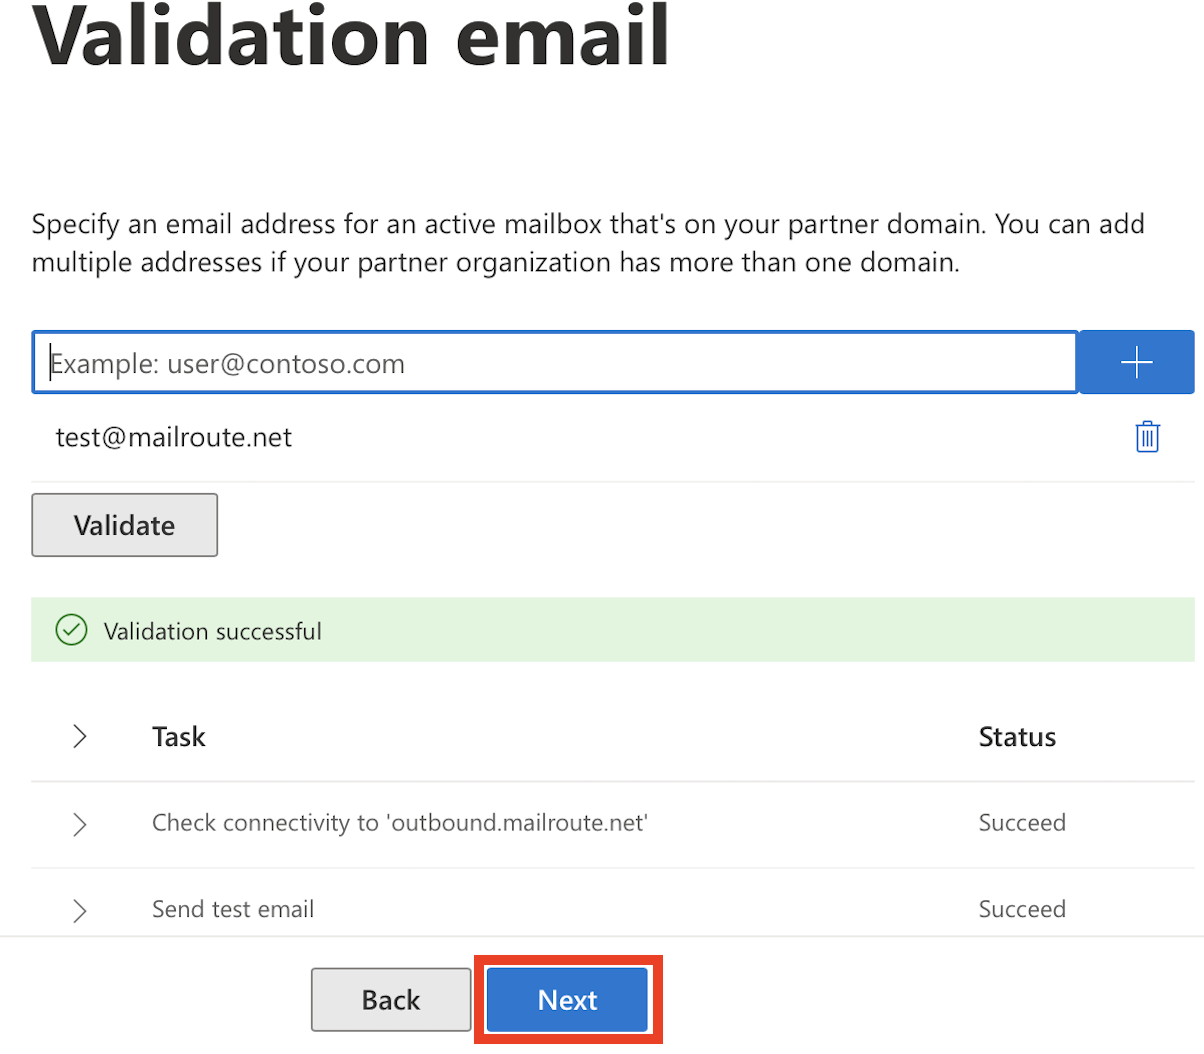 Validation email
Specify an email address for an active mailbox that's on your partner domain. You can add
multiple addresses if your partner organization has more than one domain.
Example: user@contoso.com
test@mailroute.net
Validate
Validation successful
Task Status
Check connectivity to 'outbound.mailroute.net' Succeed
Send test email Succeed
Back Next